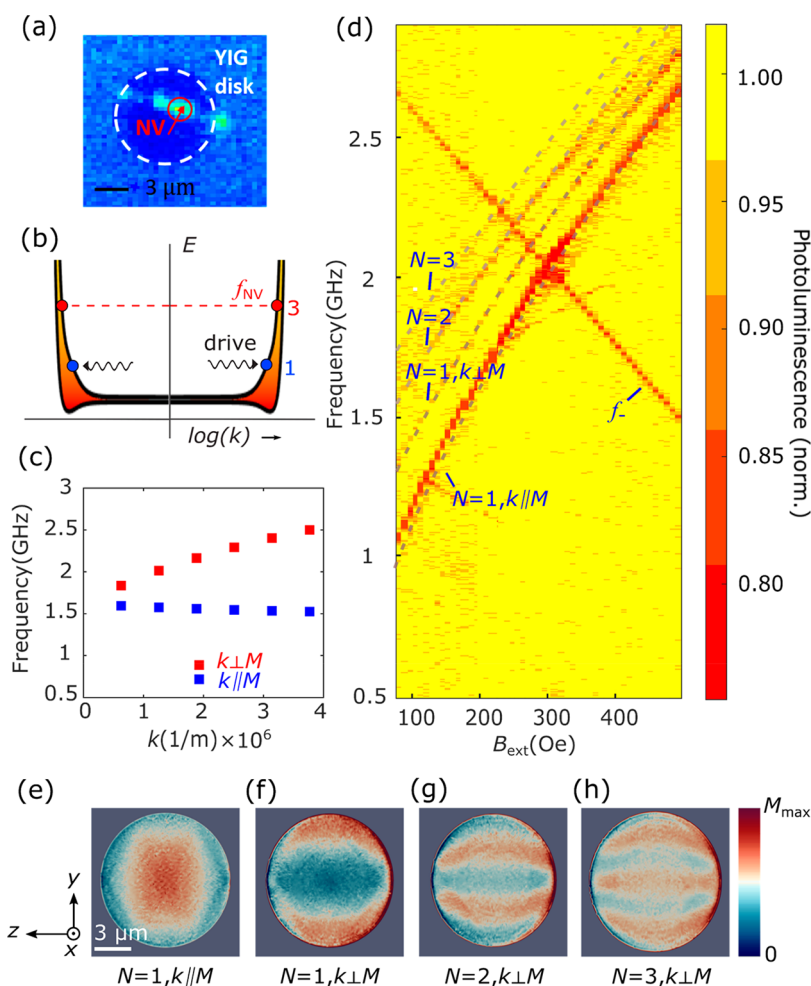 (a)
YIG
disk
NV
3 μm
(b)
E
f_NV
3
drive
1
log(k) →
(c)
Frequency(GHz)
3
2.5
2
1.5
1
0.5
k⊥M
k//M
0 1 2 3 4
k(1/m)×10⁶
(d)
Frequency(GHz)
2.5
2
1.5
1
0.5
N=3
N=2
N=1,k⊥M
N=1,k//M
f-
100 200 300 400
B_ext(Oe)
1.00
0.95
0.90
0.85
0.80
Photoluminescence (norm.)
(e)
(f)
(g)
(h)
M_max
0
y
z
x
3 μm
N=1,k//M
N=1,k⊥M
N=2,k⊥M
N=3,k⊥M